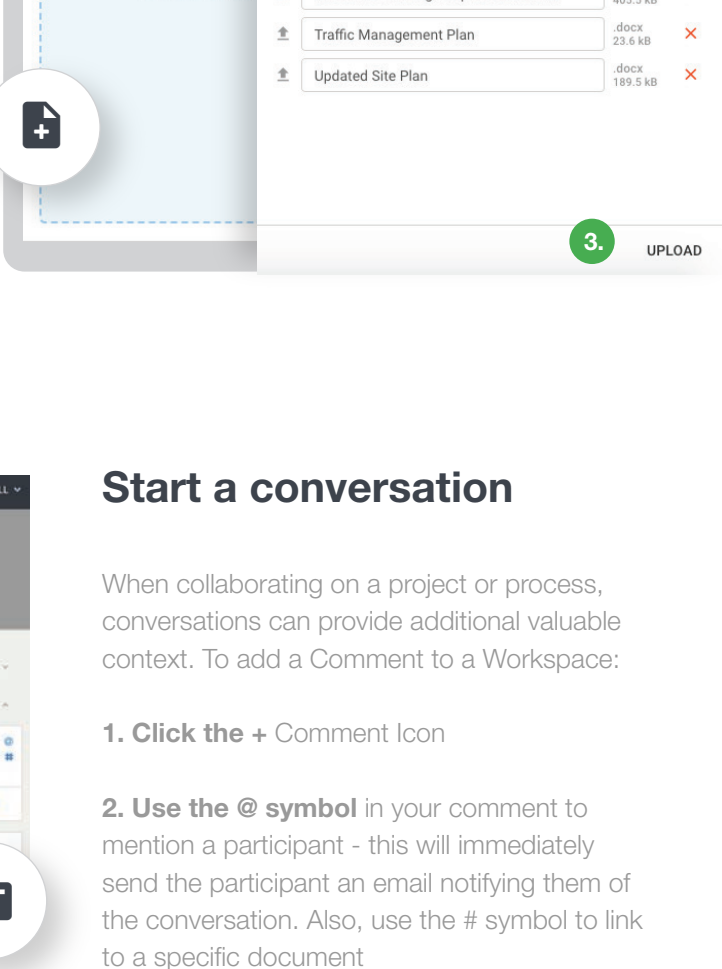 Traffic Management Plan
.docx
23.6 kB
Updated Site Plan
.docx
189.5 kB
3.
UPLOAD
Start a conversation
When collaborating on a project or process,
conversations can provide additional valuable
context. To add a Comment to a Workspace:
1. Click the + Comment Icon
2. Use the @ symbol in your comment to
mention a participant - this will immediately
send the participant an email notifying them of
the conversation. Also, use the # symbol to link
to a specific document
@
#